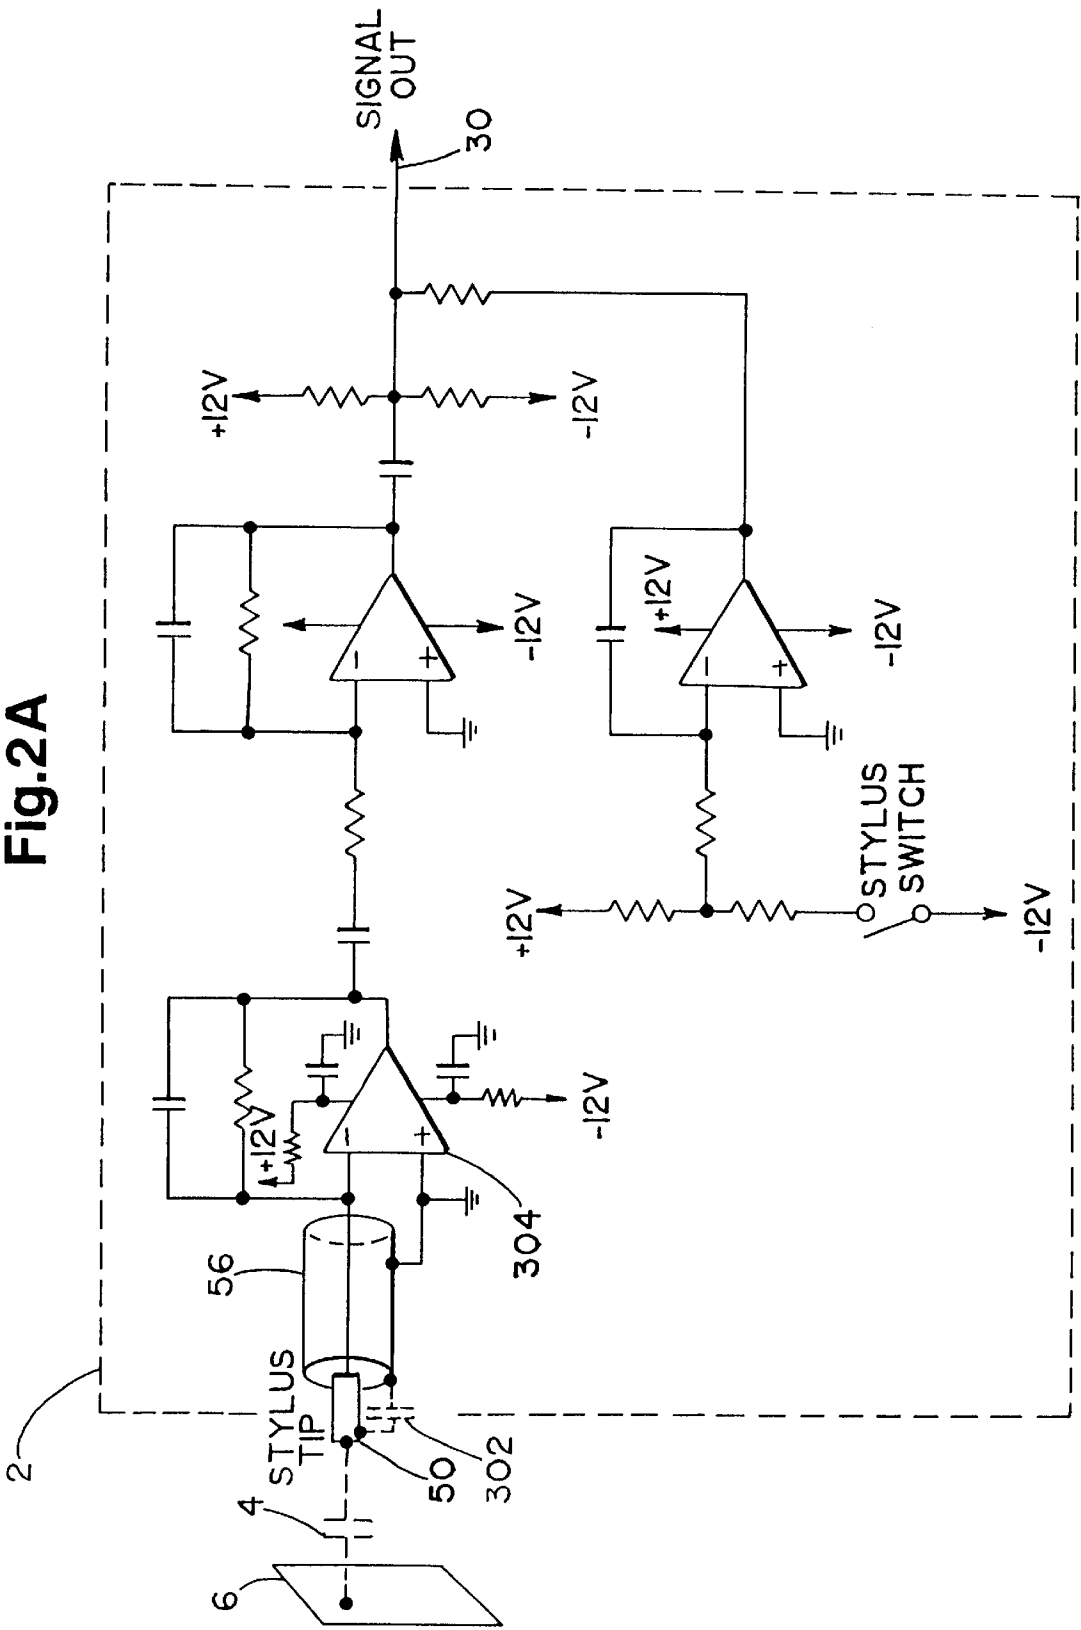 Fig.2A
2
6
4
STYLUS
TIP
50
302
56
304
+12V
−
+
-12V
−
+
-12V
+12V
-12V
SIGNAL
OUT
30
+12V
STYLUS
SWITCH
-12V
−
+
+12V
-12V